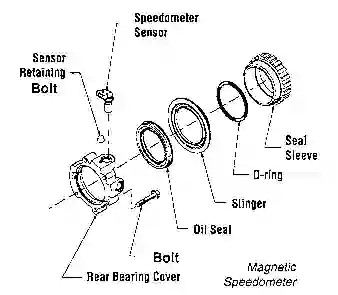 Speedometer
Sensor
Sensor
Retaining
Bolt
Seal
Sleeve
O-ring
Slinger
Oil Seal
Bolt
Rear Bearing Cover
Magnetic
Speedometer